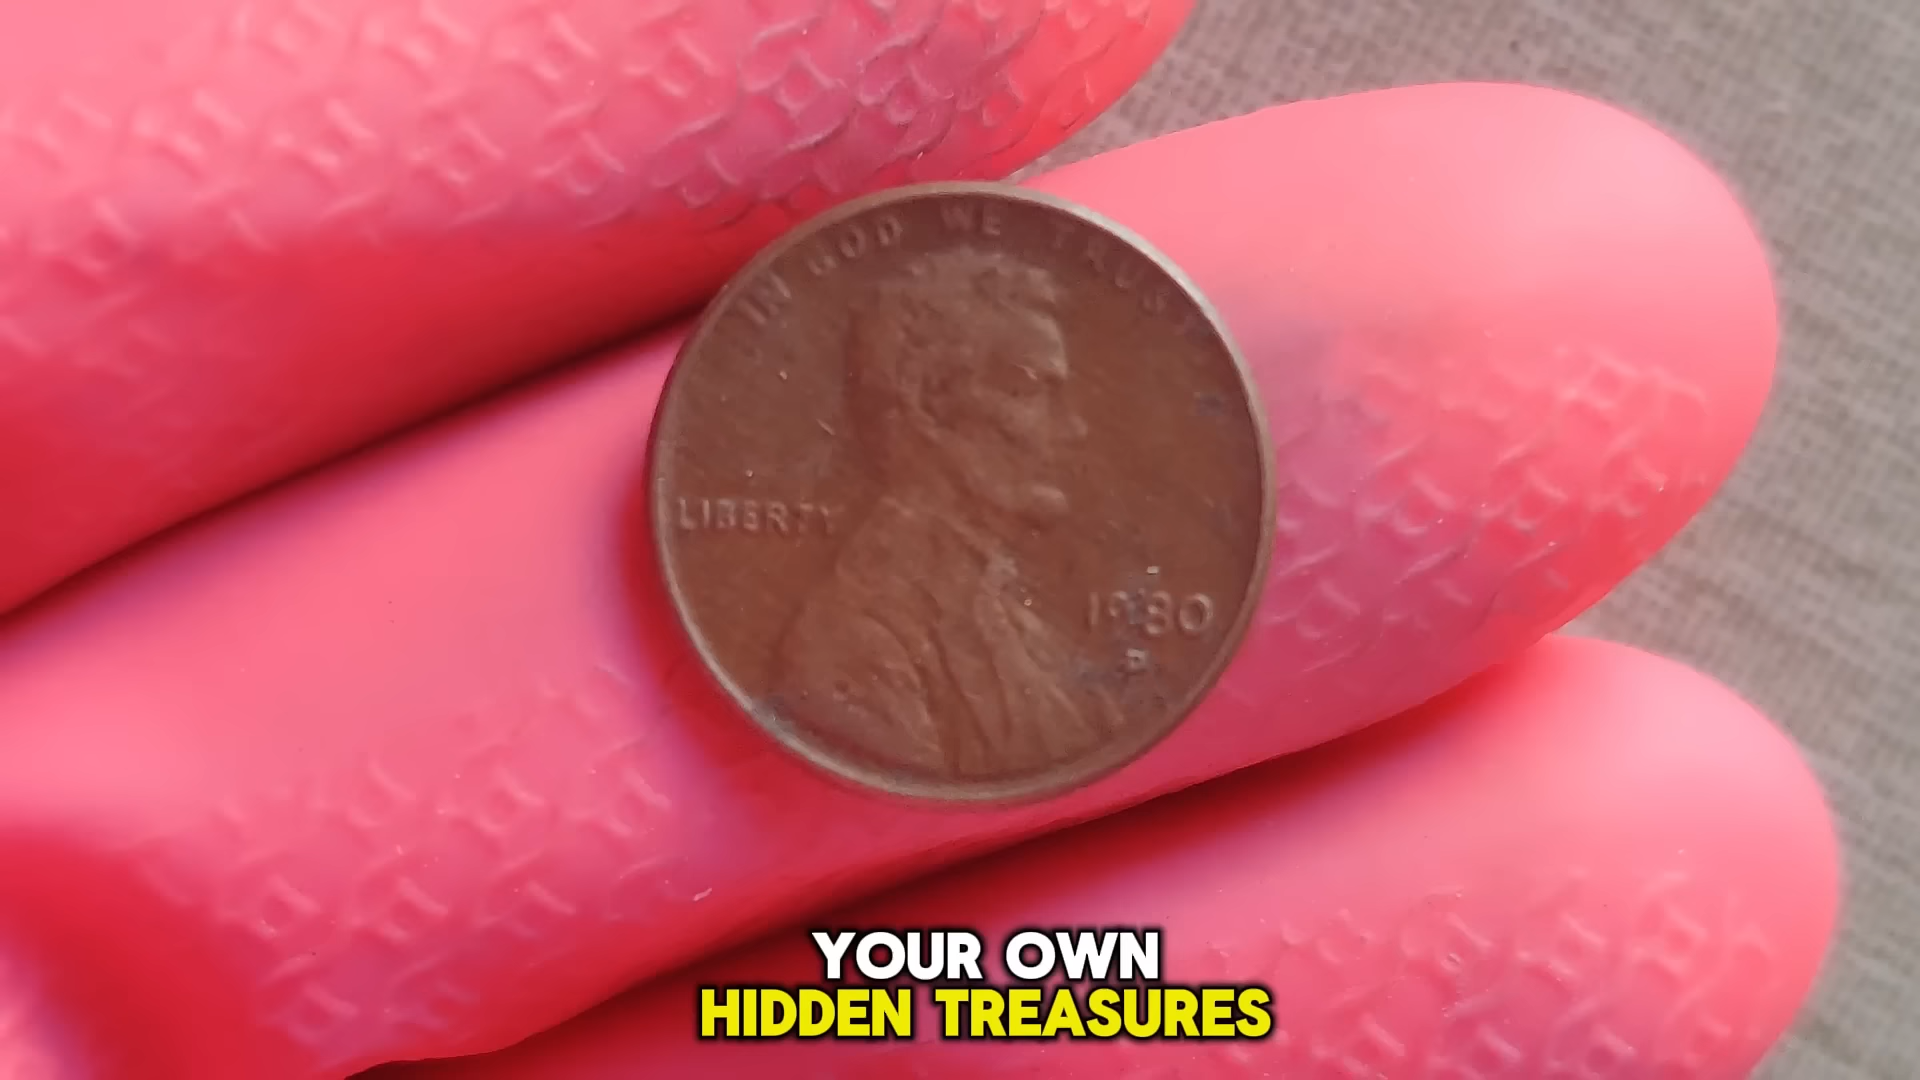 IN GOD WE TRUST
LIBERTY
1980
D
YOUR OWN
HIDDEN TREASURES